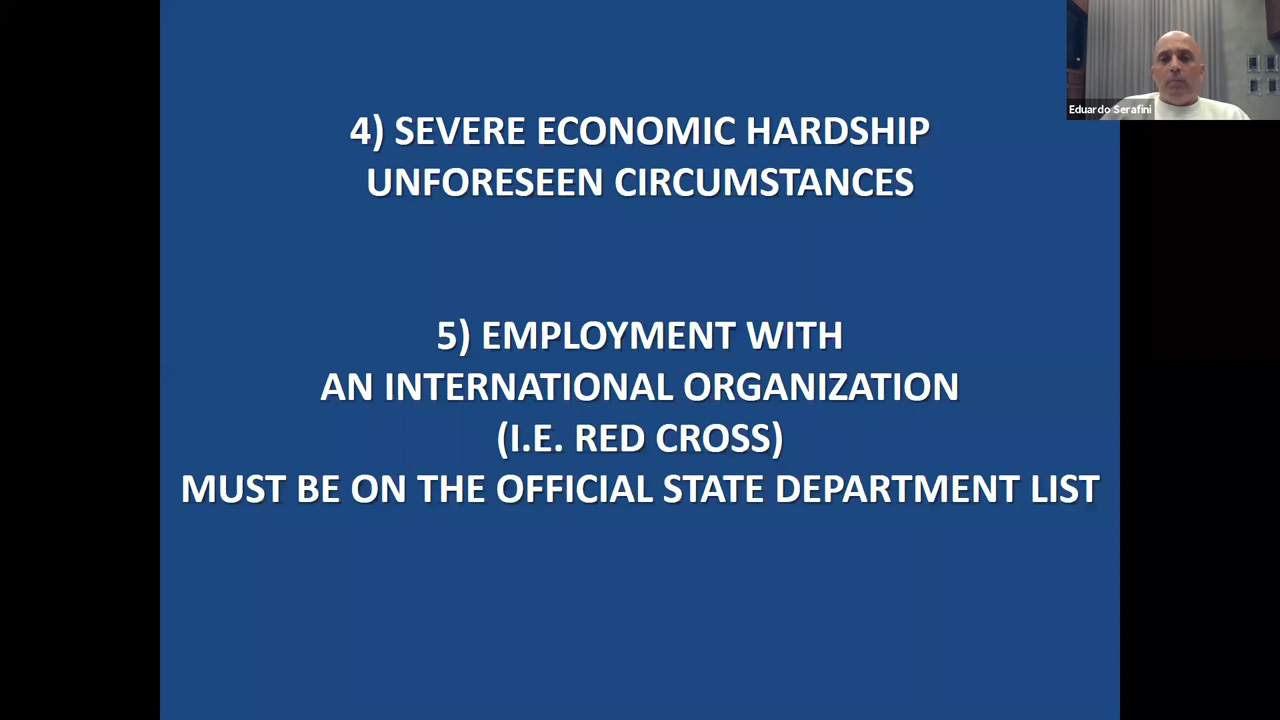 Eduardo Serafini
4) SEVERE ECONOMIC HARDSHIP
UNFORESEEN CIRCUMSTANCES
5) EMPLOYMENT WITH
AN INTERNATIONAL ORGANIZATION
(I.E. RED CROSS)
MUST BE ON THE OFFICIAL STATE DEPARTMENT LIST